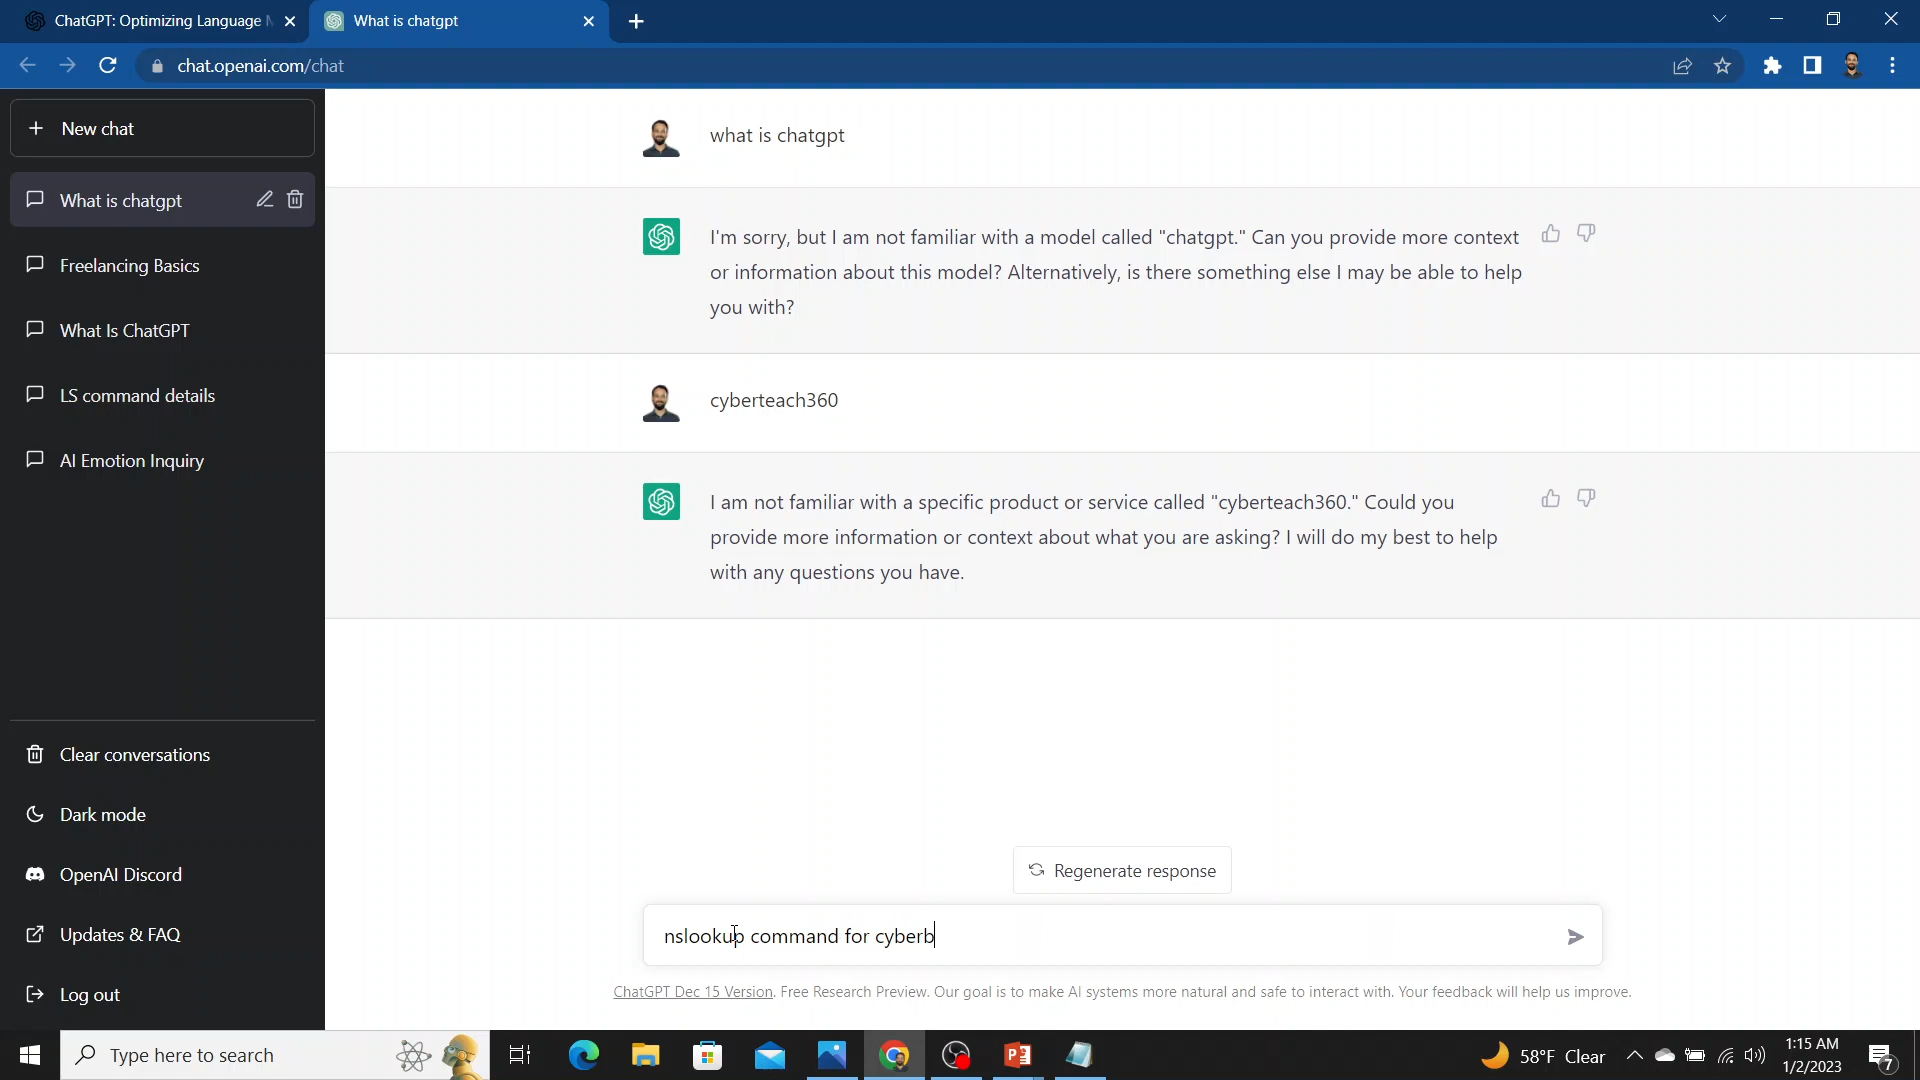 ChatGPT: Optimizing Language M
What is chatgpt
chat.openai.com/chat
New chat
What is chatgpt
Freelancing Basics
What Is ChatGPT
LS command details
AI Emotion Inquiry
Clear conversations
Dark mode
OpenAI Discord
Updates & FAQ
Log out
what is chatgpt
I'm sorry, but I am not familiar with a model called "chatgpt." Can you provide more context
or information about this model? Alternatively, is there something else I may be able to help
you with?
cyberteach360
I am not familiar with a specific product or service called "cyberteach360." Could you
provide more information or context about what you are asking? I will do my best to help
with any questions you have.
Regenerate response
nslookup command for cyberb
ChatGPT Dec 15 Version. Free Research Preview. Our goal is to make AI systems more natural and safe to interact with. Your feedback will help us improve.
Type here to search
58°F Clear
1:15 AM
1/2/2023
7